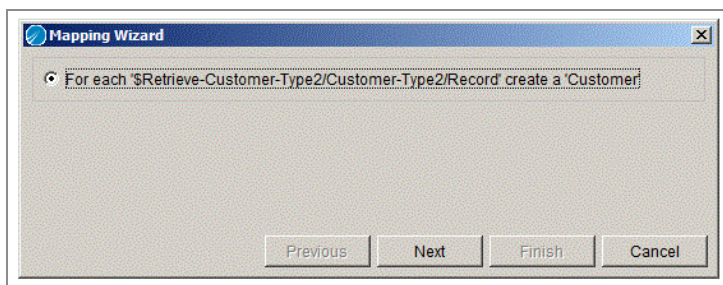 Mapping Wizard
For each '$Retrieve-Customer-Type2/Customer-Type2/Record' create a 'Customer'
Previous Next Finish Cancel